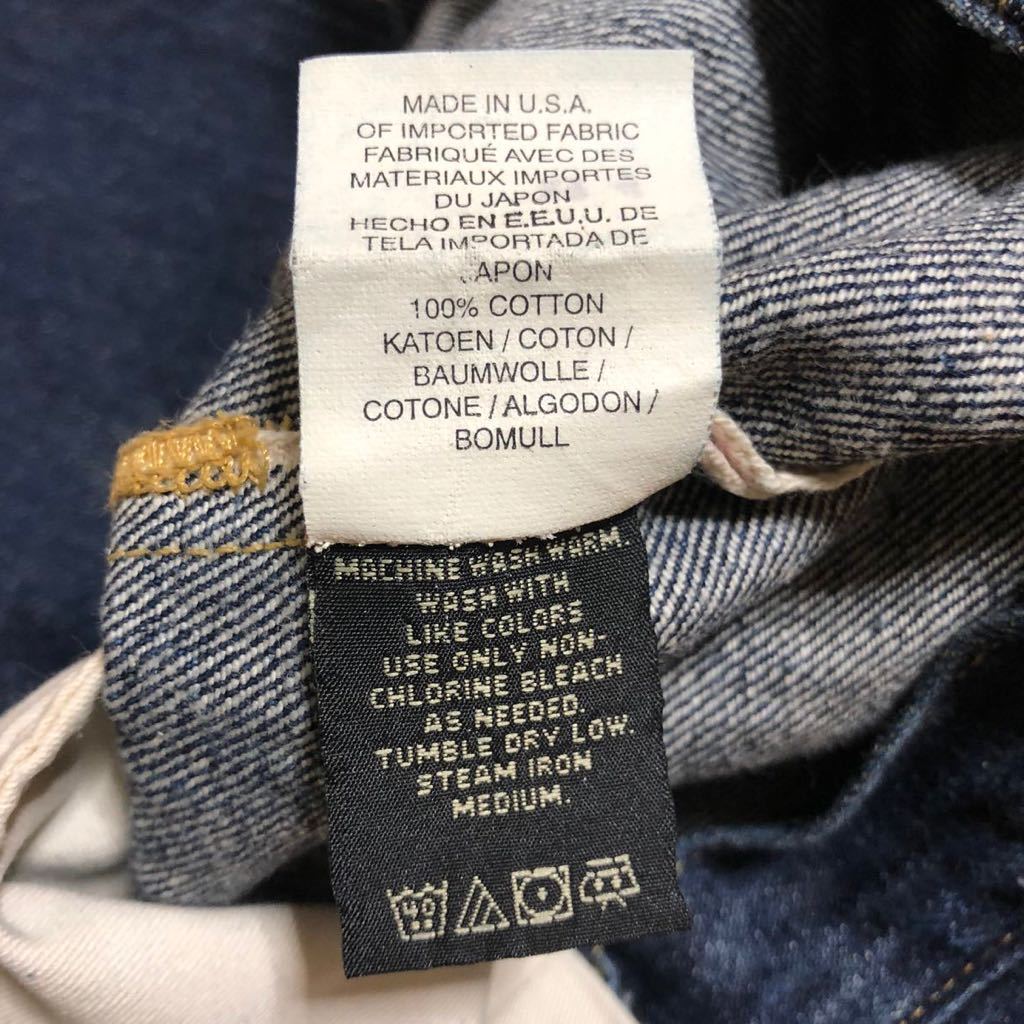 MADE IN U.S.A.
OF IMPORTED FABRIC
FABRIQUÉ AVEC DES
MATERIAUX IMPORTES
DU JAPON
HECHO EN E.E.U.U. DE
TELA IMPORTADA DE
JAPON
100% COTTON
KATOEN / COTON /
BAUMWOLLE /
COTONE / ALGODON /
BOMULL
MACHINE WASH WARM
WASH WITH
LIKE COLORS
USE ONLY NON-
CHLORINE BLEACH
AS NEEDED.
TUMBLE DRY LOW.
STEAM IRON
MEDIUM.
40